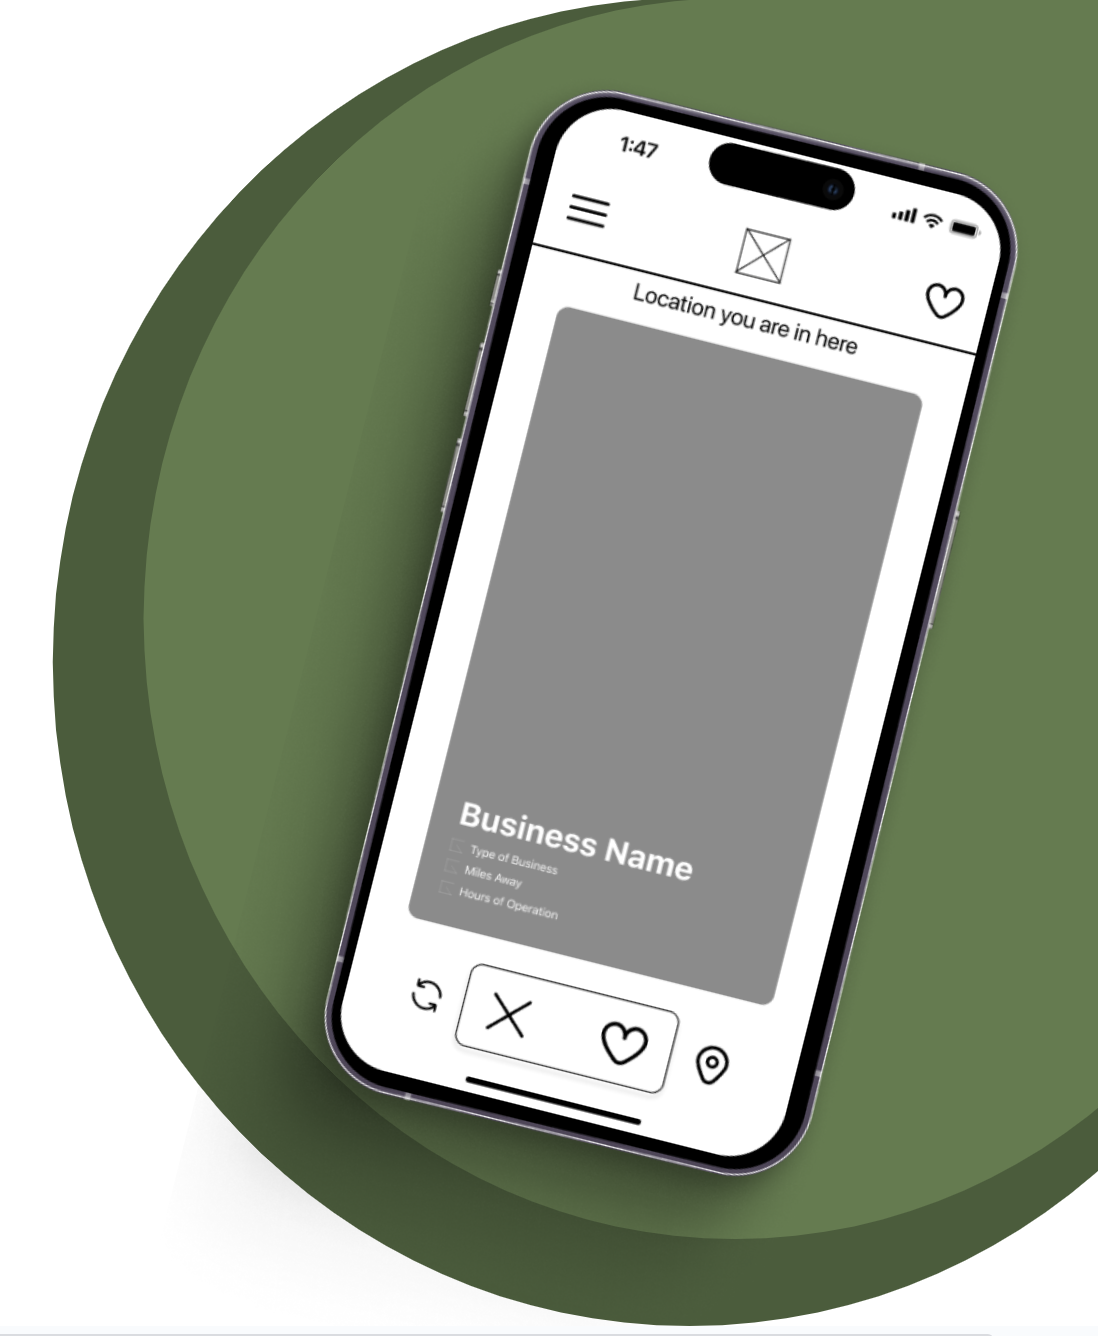 1:47
Location you are in here
Business Name
Type of Business
Miles Away
Hours of Operation